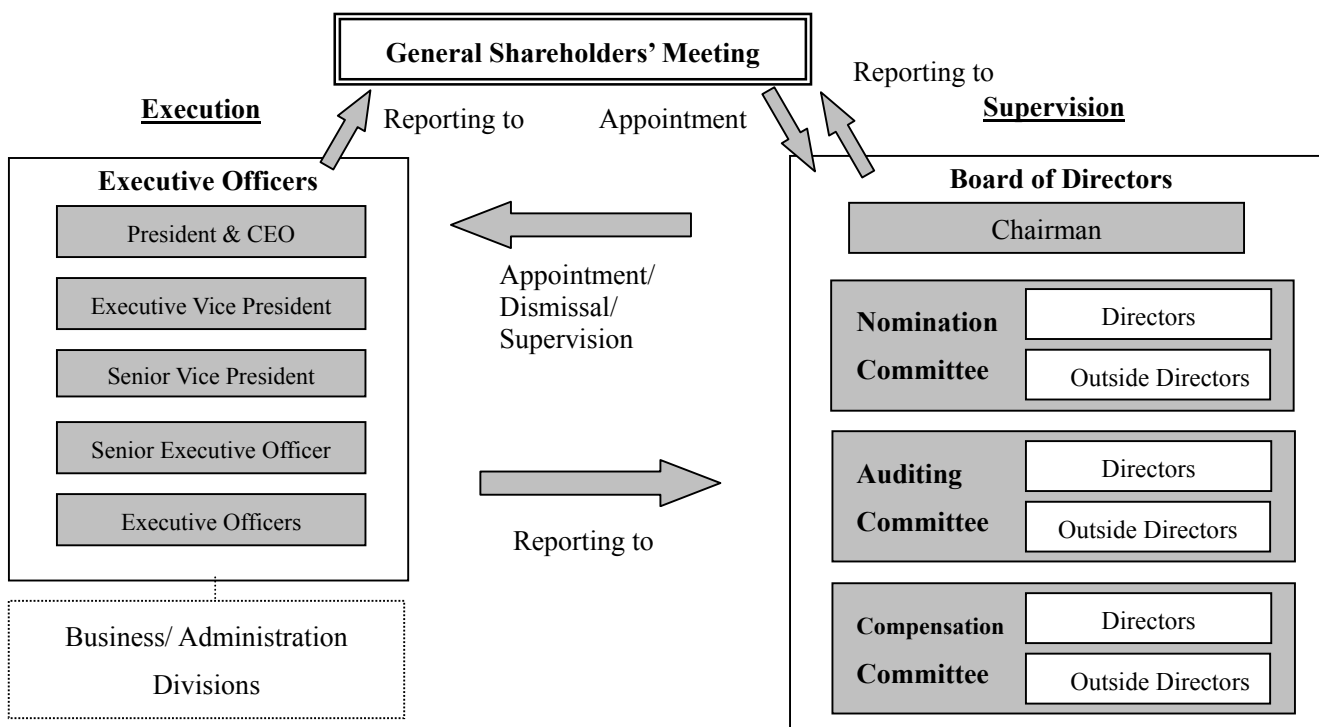 General Shareholders' Meeting
Reporting to
Execution
Reporting to
Appointment
Supervision
Executive Officers
President & CEO
Executive Vice President
Senior Vice President
Senior Executive Officer
Executive Officers
Business/ Administration
Divisions
Appointment/
Dismissal/
Supervision
Reporting to
Board of Directors
Chairman
Nomination
Committee
Directors
Outside Directors
Auditing
Committee
Directors
Outside Directors
Compensation
Committee
Directors
Outside Directors